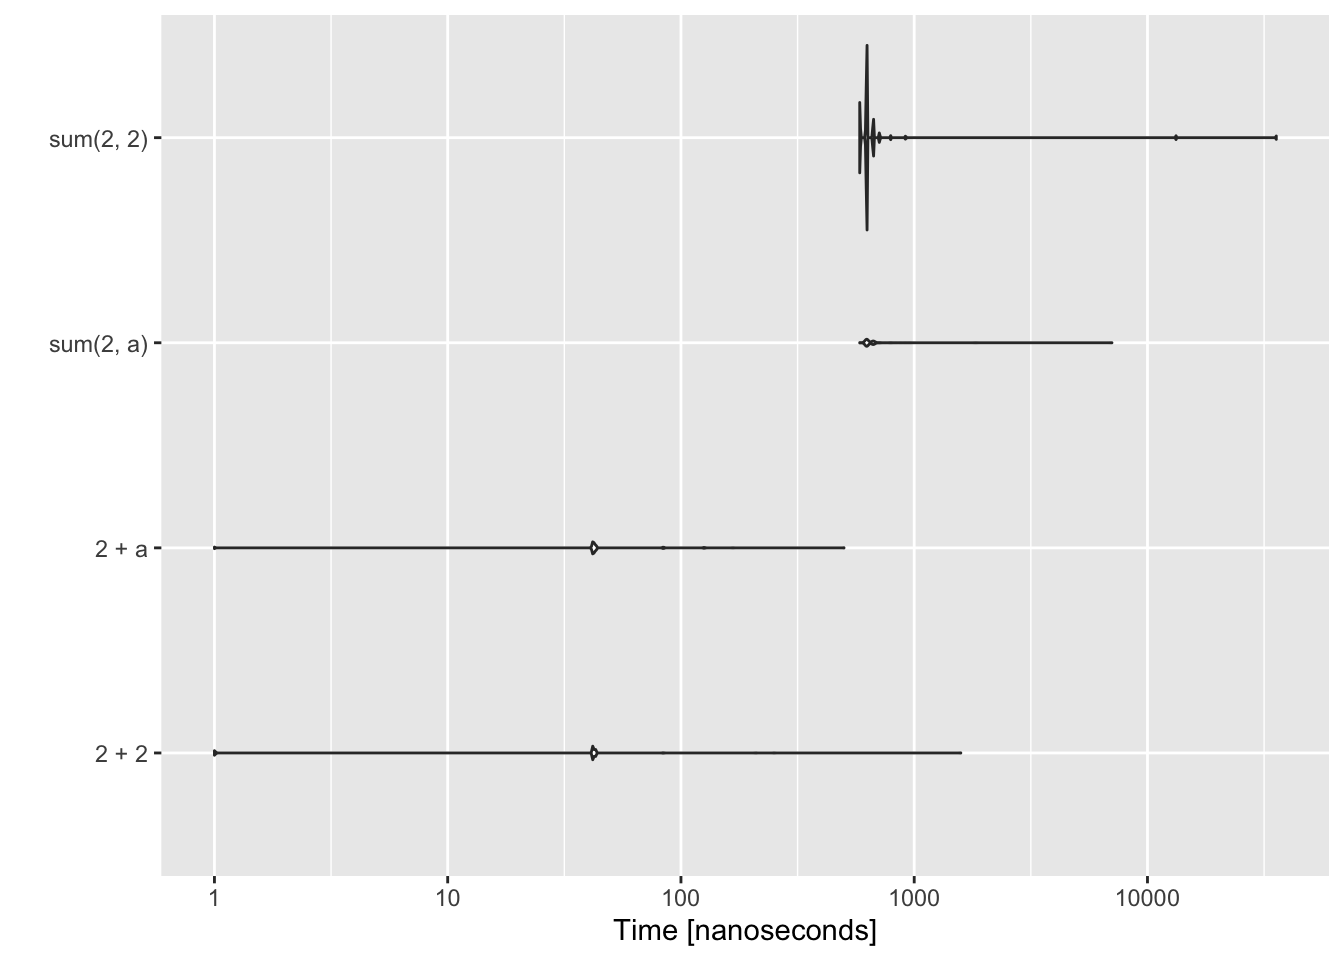 sum(2, 2)
sum(2, a)
2 + a
2 + 2
1 10 100 1000 10000
Time [nanoseconds]